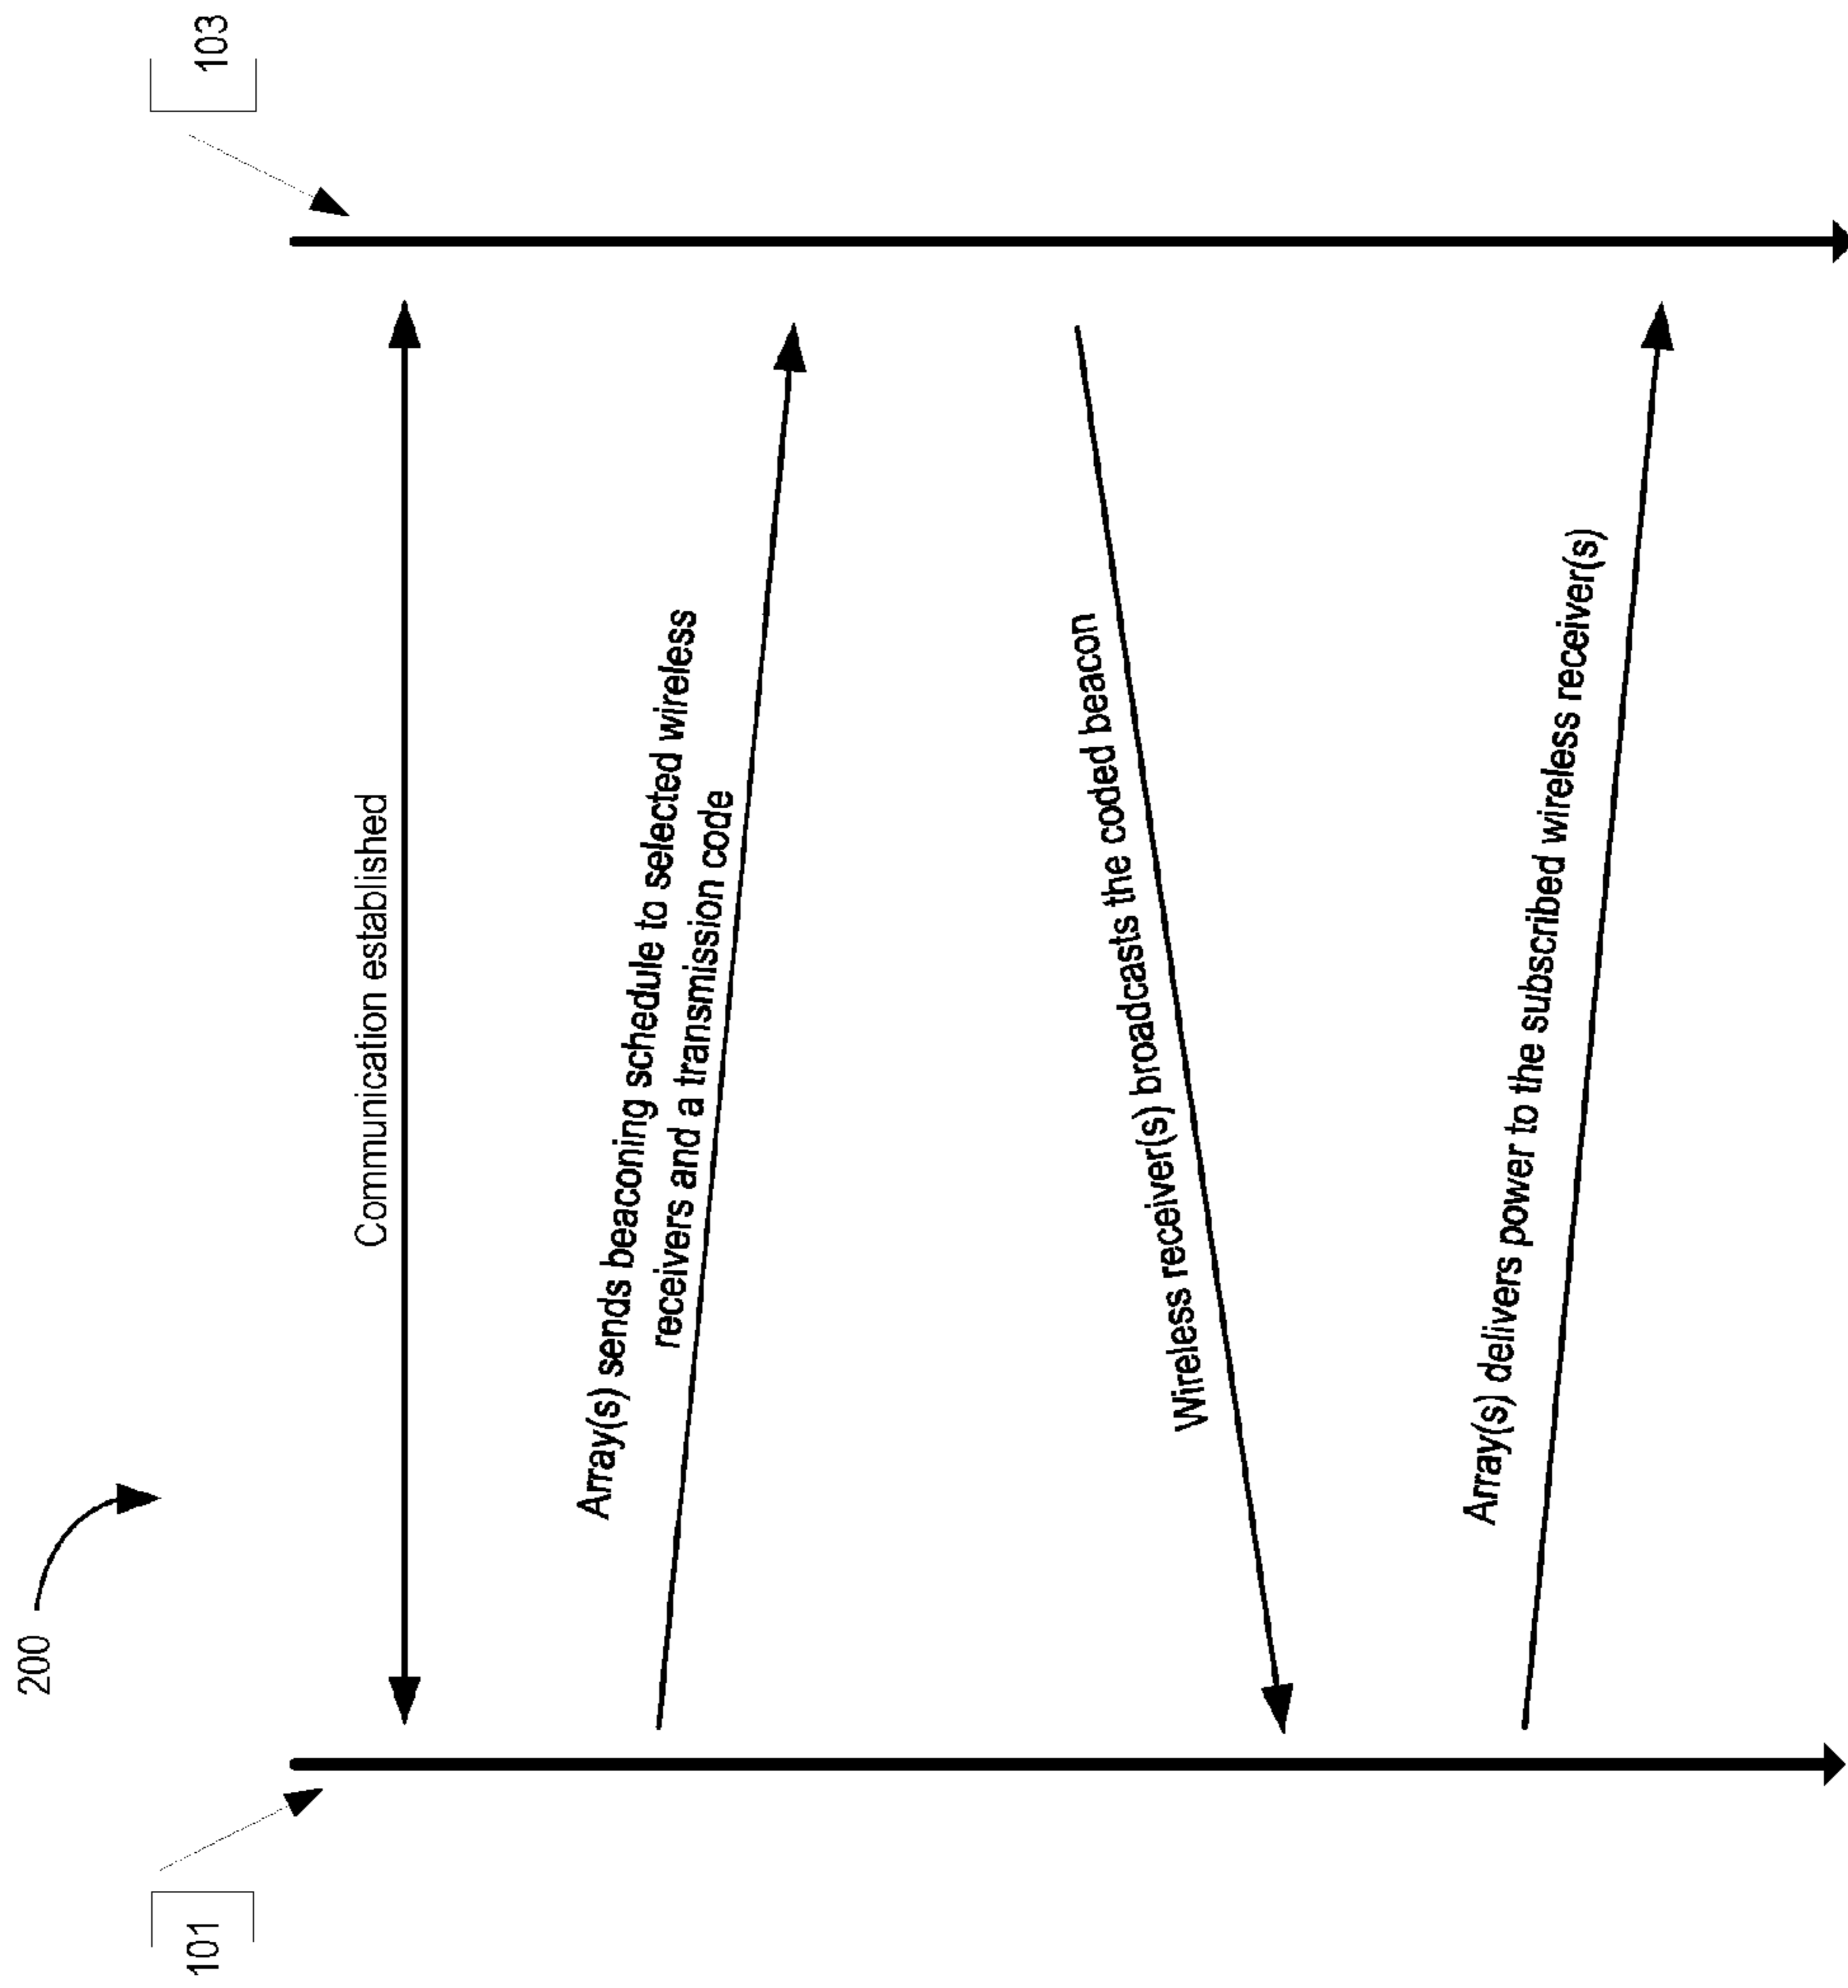 200
101
103
Communication established
Array(s) sends beaconing schedule to selected wireless
receivers and a transmission code
Wireless receiver(s) broadcasts the coded beacon
Array(s) delivers power to the subscribed wireless receiver(s)